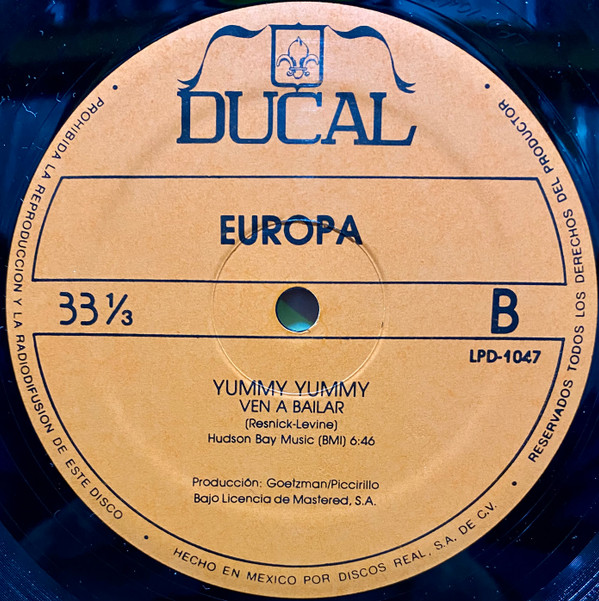 DUCAL
EUROPA
33 ⅓
B
LPD-1047
YUMMY YUMMY
VEN A BAILAR
(Resnick-Levine)
Hudson Bay Music (BMI) 6:46
Producción: Goetzman/Piccirillo
Bajo Licencia de Mastered, S.A.
• PROHIBIDA LA REPRODUCCION Y LA RADIODIFUSION DE ESTE DISCO •
HECHO EN MEXICO POR DISCOS REAL, S.A. DE C.V. •
RESERVADOS TODOS LOS DERECHOS DEL PRODUCTOR •